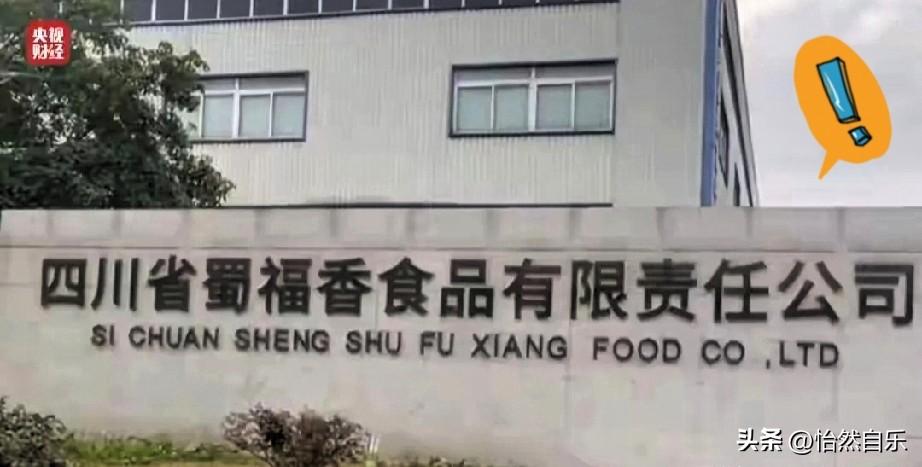 央视
财经
四川省蜀福香食品有限责任公司
SI CHUAN SHENG SHU FU XIANG FOOD CO ,LTD
头条 @怡然自乐